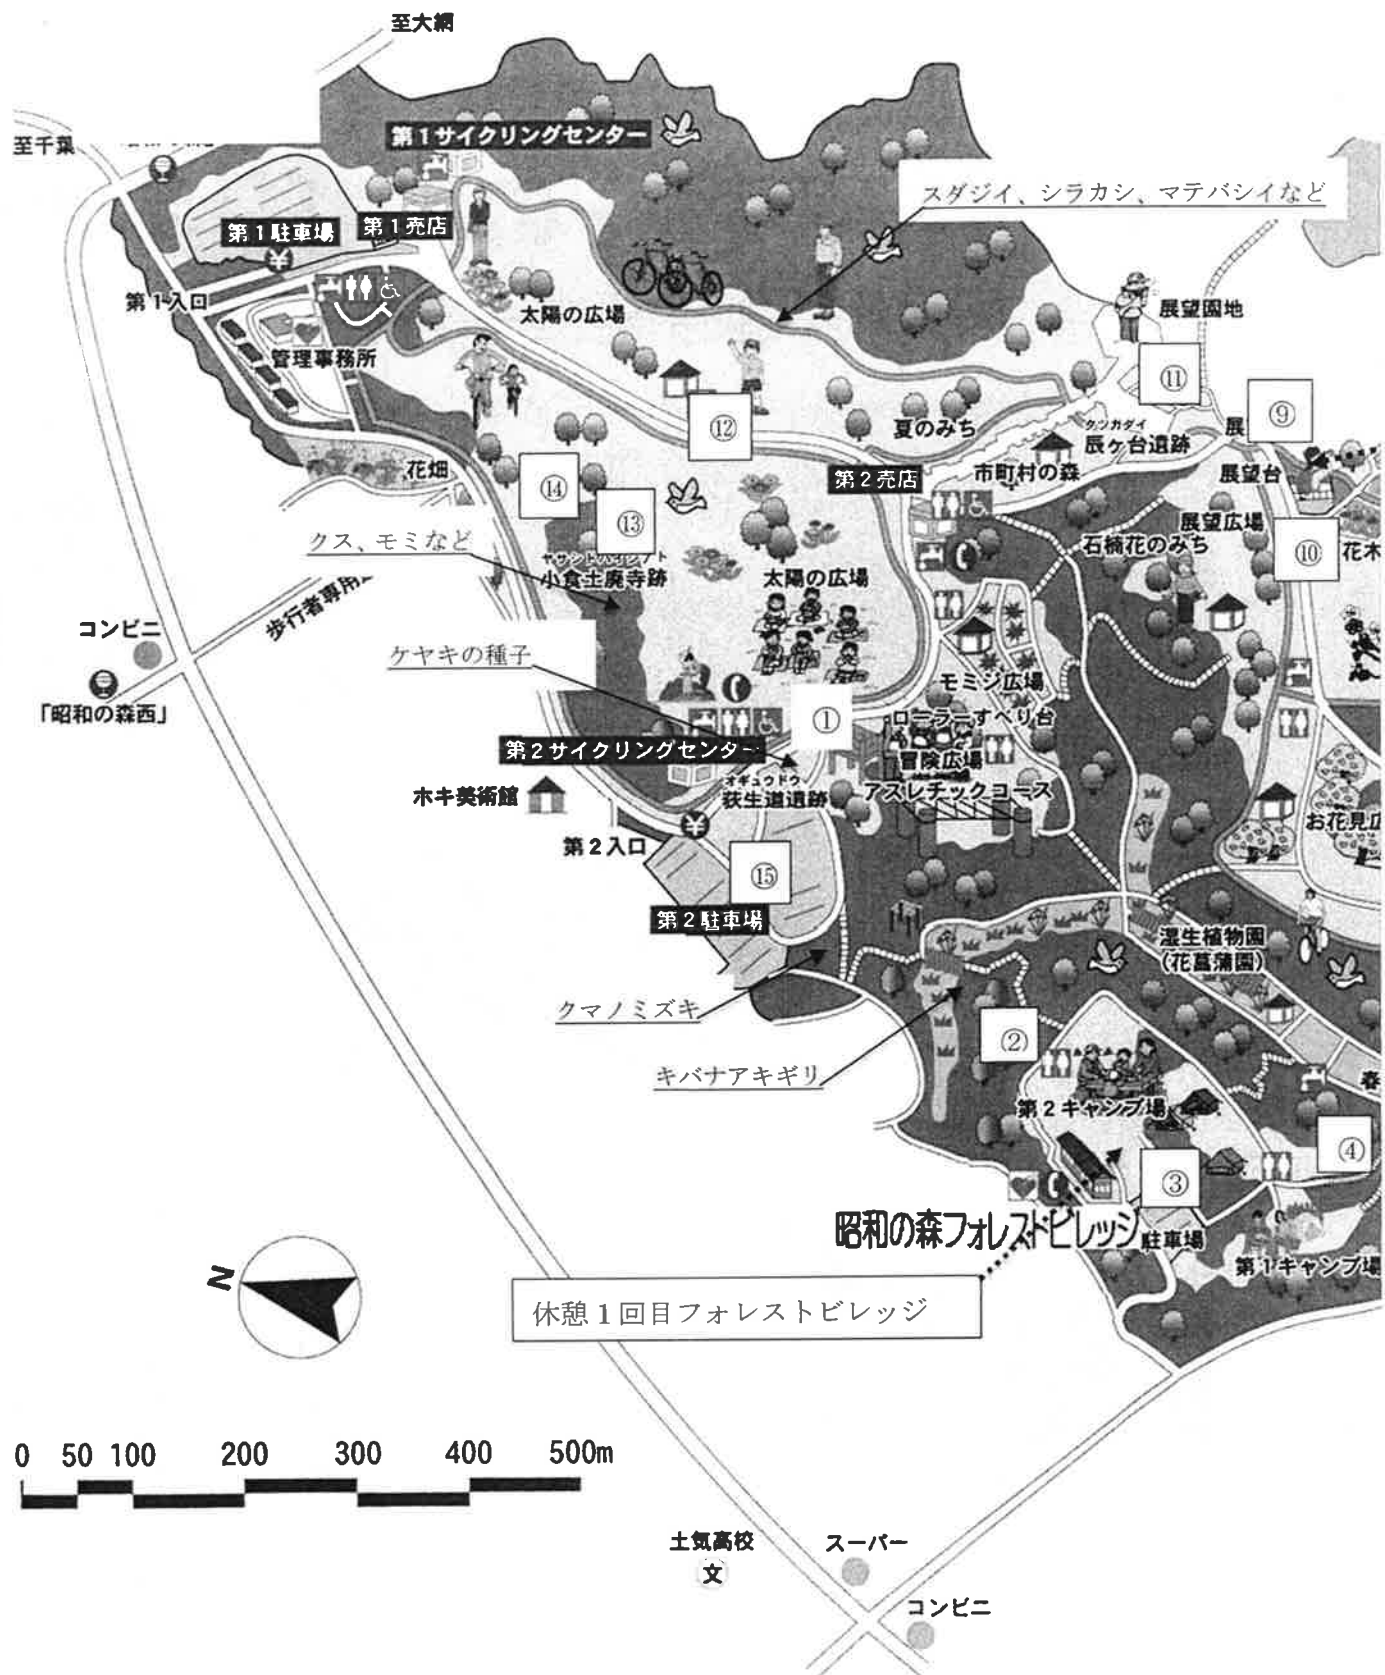 至大網
至千葉
第1サイクリングセンター
スダジイ、シラカシ、マテバシイなど
第1駐車場
第1売店
第1入口
太陽の広場
展望園地
管理事務所
⑪
⑨
⑫
夏のみち
タツガダイ
辰ヶ台遺跡
市町村の森
花畑
第2売店
展望台
⑭
⑬
展望広場
石楠花のみち
⑩
花木
クス、モミなど
小食土廃寺跡
太陽の広場
歩行者専用
コンビニ
ケヤキの種子
モミジ広場
「昭和の森西」
①
ローラーすべり台
第2サイクリングセンター
冒険広場
オギュウドウ
荻生道遺跡
アスレチックコース
ホキ美術館
お花見広
第2入口
⑮
第2駐車場
湿生植物園
(花菖蒲園)
クマノミズキ
②
キバナアキギリ
春
第2キャンプ場
④
③
昭和の森フォレストビレッジ
駐車場
第1キャンプ場
N
休憩1回目フォレストビレッジ
0 50 100 200 300 400 500m
土気高校
文
スーパー
コンビニ